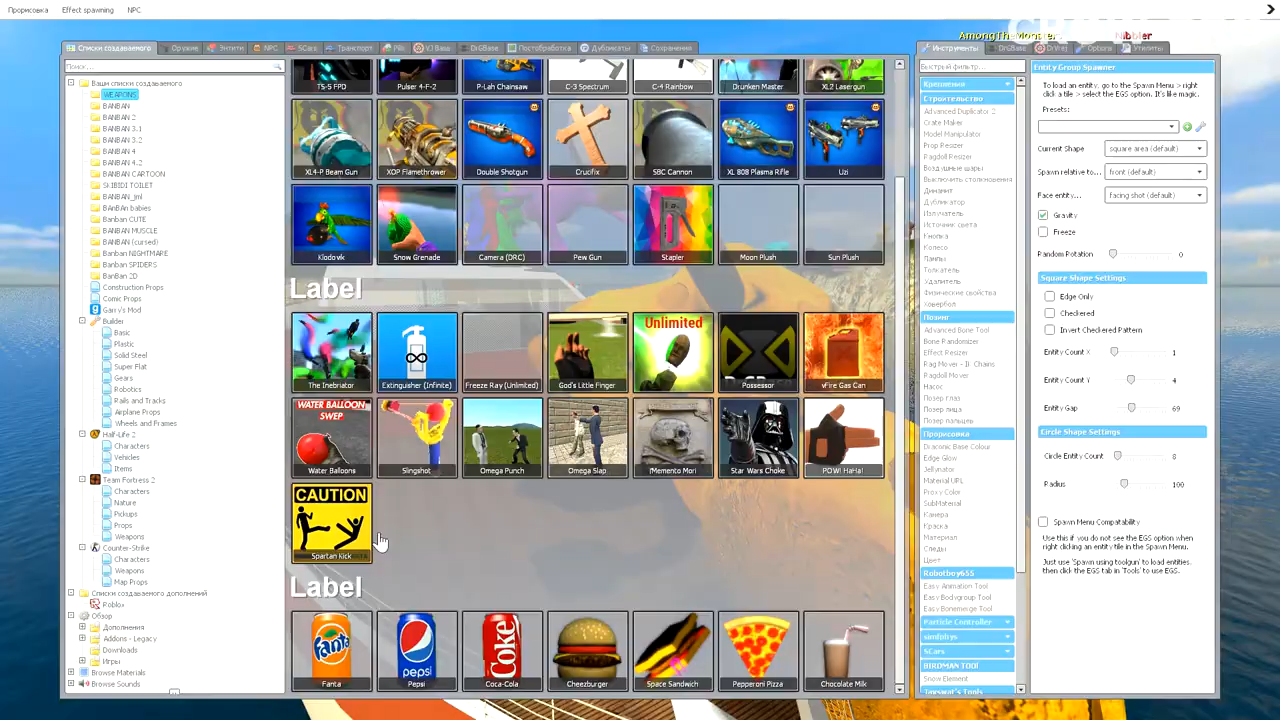 Прорисовка Effect spawning NPC
AmongTheMonster Nibbler
Списки создаваемого Оружие Энтити NPC SCars Транспорт VJ Base DrGBase Постобработка Дубликаты Сохранения
Инструменты DrGBase Options Утилиты
Поиск...
Ваши списки создаваемого
WEAPONS
BANBAN
BANBAN 2
BANBAN 3.1
BANBAN 3.2
BANBAN 4
BANBAN 4.2
BANBAN CARTOON
SKIBIDI TOILET
BANBAN_jml
BAnBAn babies
Banban CUTE
BANBAN MUSCLE
BANBAN (cursed)
Banban NIGHTMARE
Banban SPIDERS
BanBan 2D
Construction Props
Comic Props
Garry's Mod
Builder
Basic
Plastic
Solid Steel
Super Flat
Gears
Robotics
Rails and Tracks
Airplane Props
Wheels and Frames
Half-Life 2
Characters
Vehicles
Items
Team Fortress 2
Characters
Nature
Pickups
Props
Weapons
Counter-Strike
Characters
Weapons
Map Props
Списки создаваемого дополнений
Roblox
Обзор
Дополнения
Addons - Legacy
Downloads
Игры
Browse Materials
Browse Sounds
TS-5 FPD Pulser 4-F-2 P-Lah Chainsaw C-3 Spectrum C-4 Rainbow Drunken Master XL2 Lasergun
XL4-P Beam Gun XOP Flamethrower Double Shotgun Crucifix SBC Cannon XL 808 Plasma Rifle Uzi
Klodovik Snow Grenade Camera (DRC) Pew Gun Stapler Moon Plush Sun Plush
Label
Unlimited
The Inebriator Extinguisher (Infinite) Freeze Ray (Unlimited) God's Little Finger Possessor vFire Gas Can
WATER BALLOON
SWEP
Water Balloons Slingshot Omega Punch Omega Slap !Memento Mori Star Wars Choke POW! HaHa!
CAUTION
Spartan Kick
Label
Fanta Pepsi Coca-Cola Cheezburger Space Sandwich Pepperoni Pizza Chocolate Milk
Быстрый фильтр...
Крепления
Строительство
Advanced Duplicator 2
Crate Maker
Model Manipulator
Prop Resizer
Ragdoll Resizer
Воздушные шары
Выключить столкновения
Динамит
Дубликатор
Излучатель
Источник света
Кнопка
Колесо
Лампы
Толкатель
Удалитель
Физические свойства
Ховербол
Позинг
Advanced Bone Tool
Bone Randomizer
Effect Resizer
Rag Mover - IK Chains
Ragdoll Mover
Насос
Позер глаз
Позер лица
Позер пальцев
Прорисовка
Draconic Base Colour
Edge Glow
Jellynator
Material URL
Proxy Color
SubMaterial
Камера
Краска
Материал
Следы
Цвет
Robotboy655
Easy Animation Tool
Easy Bodygroup Tool
Easy Bonemerge Tool
Particle Controller
simfphys
SCars
BIRDMAN TOOL
Snow Element
Tayswat's Tools
Entity Group Spawner
To load an entity, go to the Spawn Menu > right
click a tile > select the EGS option. It's like magic.
Presets:
Current Shape square area (default)
Spawn relative to... front (default)
Face entity... facing shot (default)
Gravity
Freeze
Random Rotation 0
Square Shape Settings
Edge Only
Checkered
Invert Checkered Pattern
Entity Count X 1
Entity Count Y 4
Entity Gap 69
Circle Shape Settings
Circle Entity Count 8
Radius 100
Spawn Menu Compatability
Use this if you do not see the EGS option when
right clicking an entity tile in the Spawn Menu.
Just use 'Spawn using toolgun' to load entities,
then click the EGS tab in 'Tools' to use EGS.